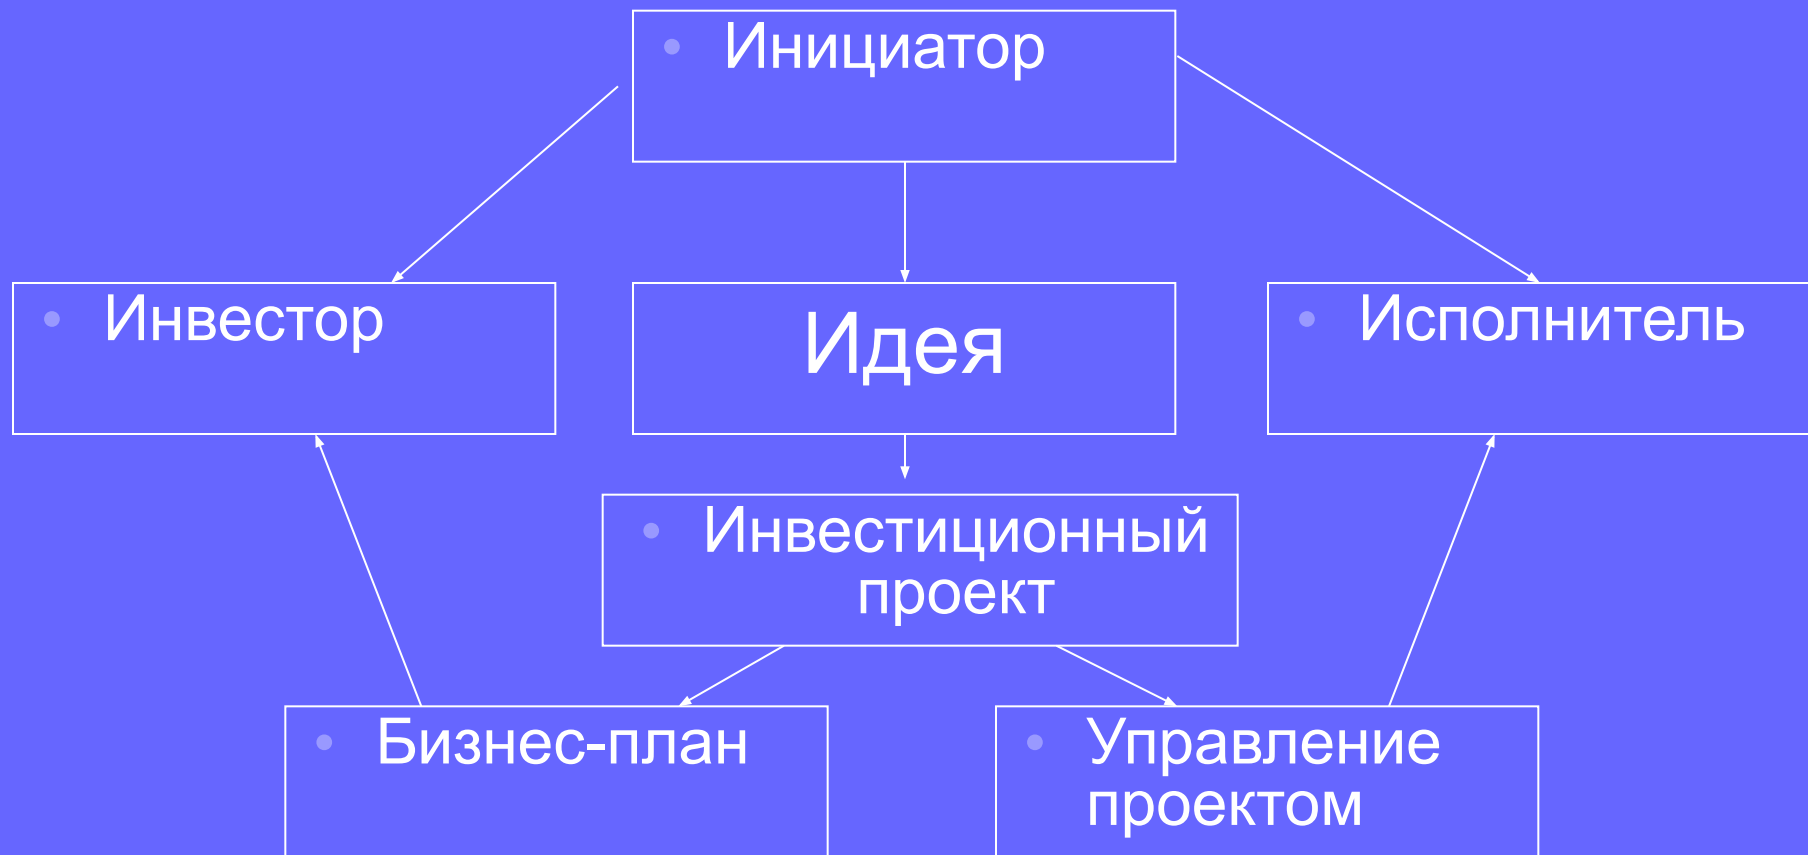 Инициатор
Инвестор
Идея
Исполнитель
Инвестиционный
проект
Бизнес-план
Управление
проектом